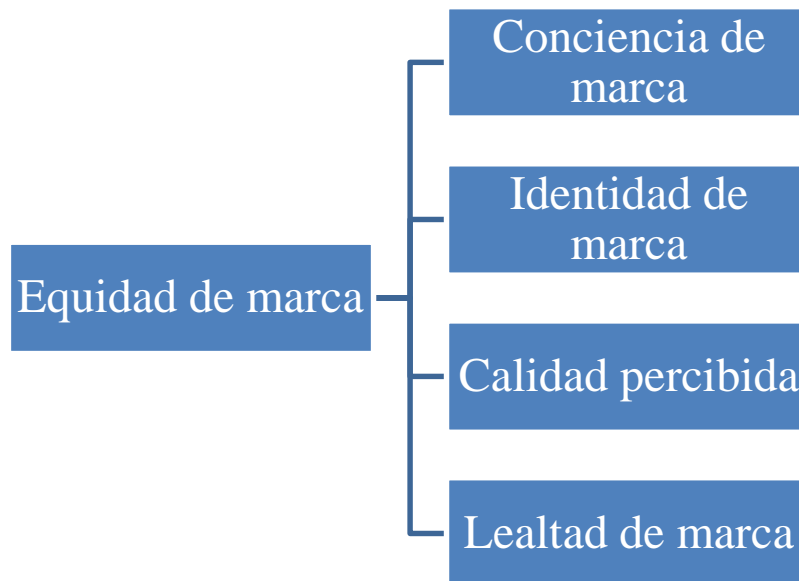 Conciencia de
marca
Identidad de
marca
Equidad de marca
Calidad percibida
Lealtad de marca